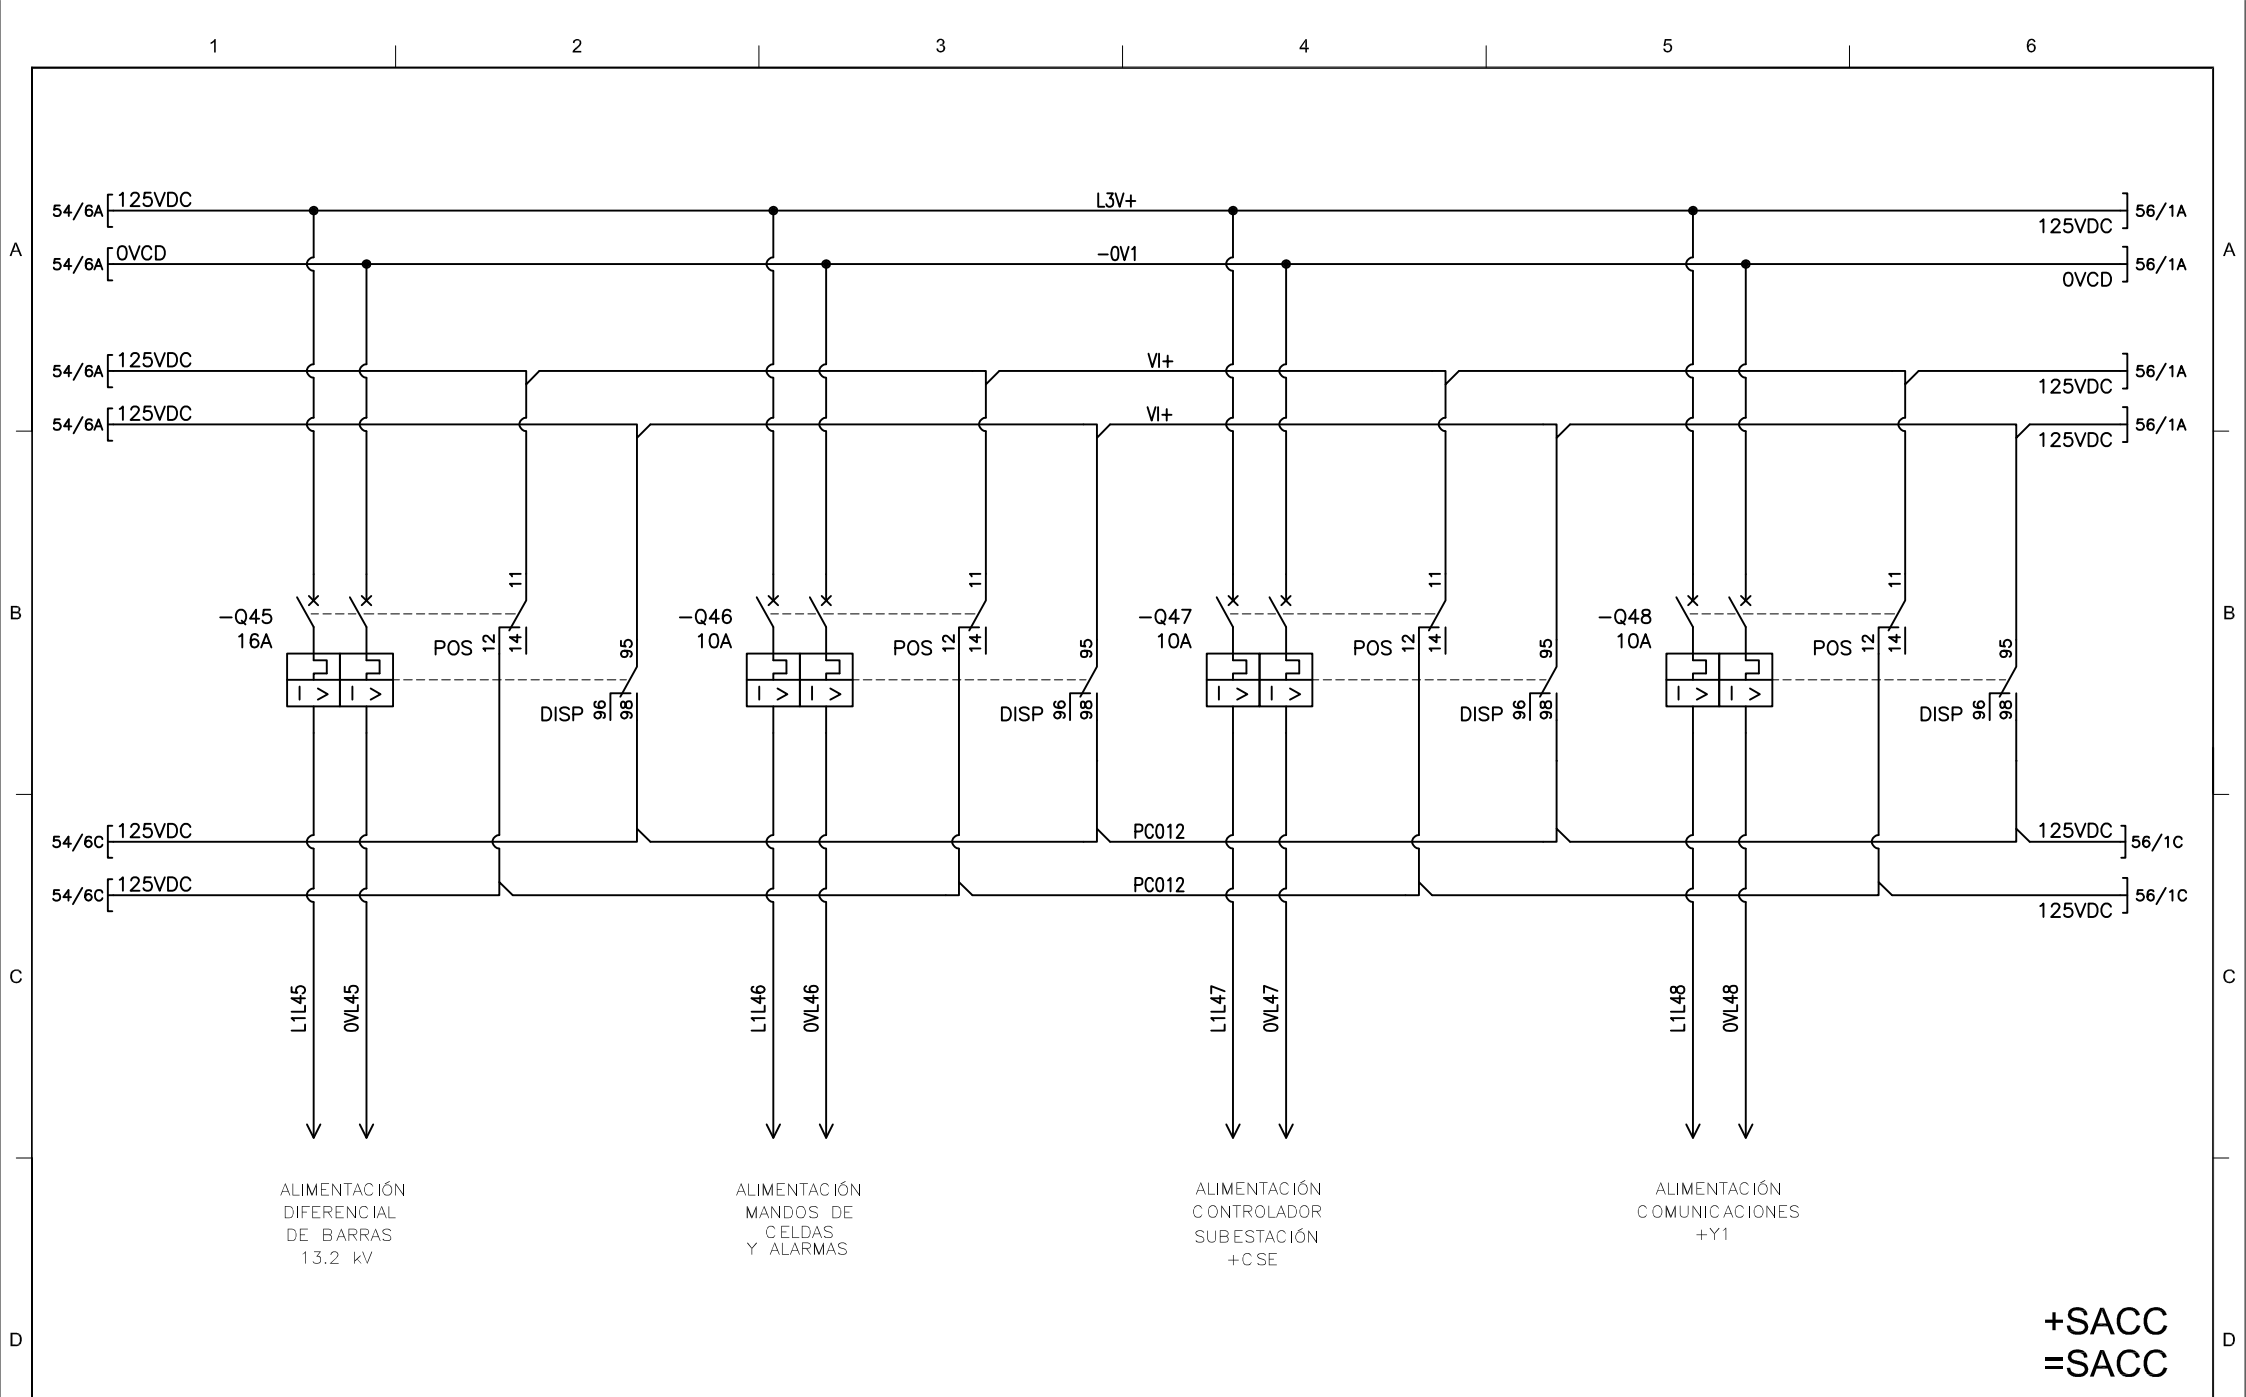 1 2 3 4 5 6
54/6A 125VDC L3V+ 125VDC 56/1A
A 54/6A 0VCD -0V1 0VCD 56/1A A
54/6A 125VDC VI+ 125VDC 56/1A
54/6A 125VDC VI+ 125VDC 56/1A
11 11 11 11
B -Q45 -Q46 -Q47 -Q48 B
16A POS 12 14 95 10A POS 12 14 95 10A POS 12 14 95 10A POS 12 14 95
I > I > I > I > I > I > I > I >
DISP 96 98 DISP 96 98 DISP 96 98 DISP 96 98
54/6C 125VDC PC012 125VDC 56/1C
54/6C 125VDC PC012 125VDC 56/1C
C C
L1L45 0VL45 L1L46 0VL46 L1L47 0VL47 L1L48 0VL48
ALIMENTACIÓN
DIFERENCIAL
DE BARRAS
13.2 kV
ALIMENTACIÓN
MANDOS DE
CELDAS
Y ALARMAS
ALIMENTACIÓN
CONTROLADOR
SUBESTACIÓN
+CSE
ALIMENTACIÓN
COMUNICACIONES
+Y1
D +SACC D
=SACC